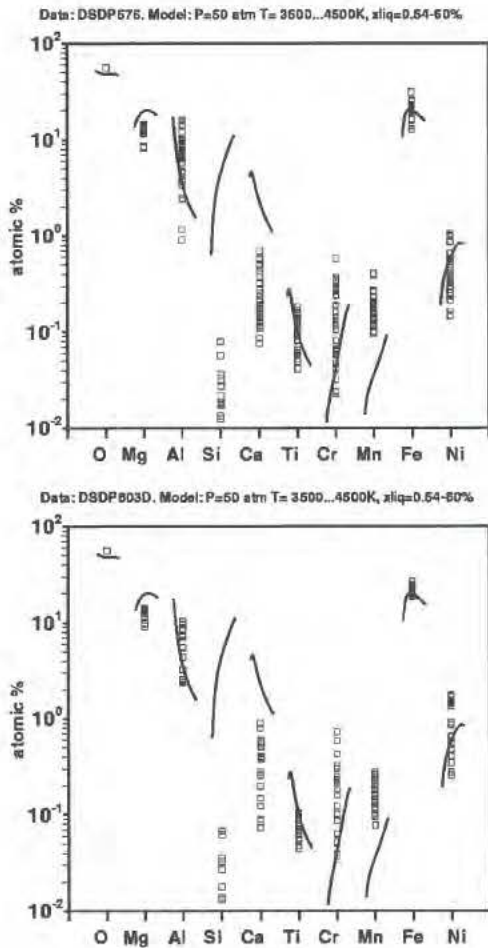 Data: DSDP576. Model: P=50 atm T= 3500...4500K, xliq=0.54-60%
10²
10¹
10⁰
10⁻¹
10⁻²
atomic %
O Mg Al Si Ca Ti Cr Mn Fe Ni
Data: DSDP603D. Model: P=50 atm T= 3500...4500K, xliq=0.54-60%
10²
10¹
10⁰
10⁻¹
10⁻²
atomic %
O Mg Al Si Ca Ti Cr Mn Fe Ni